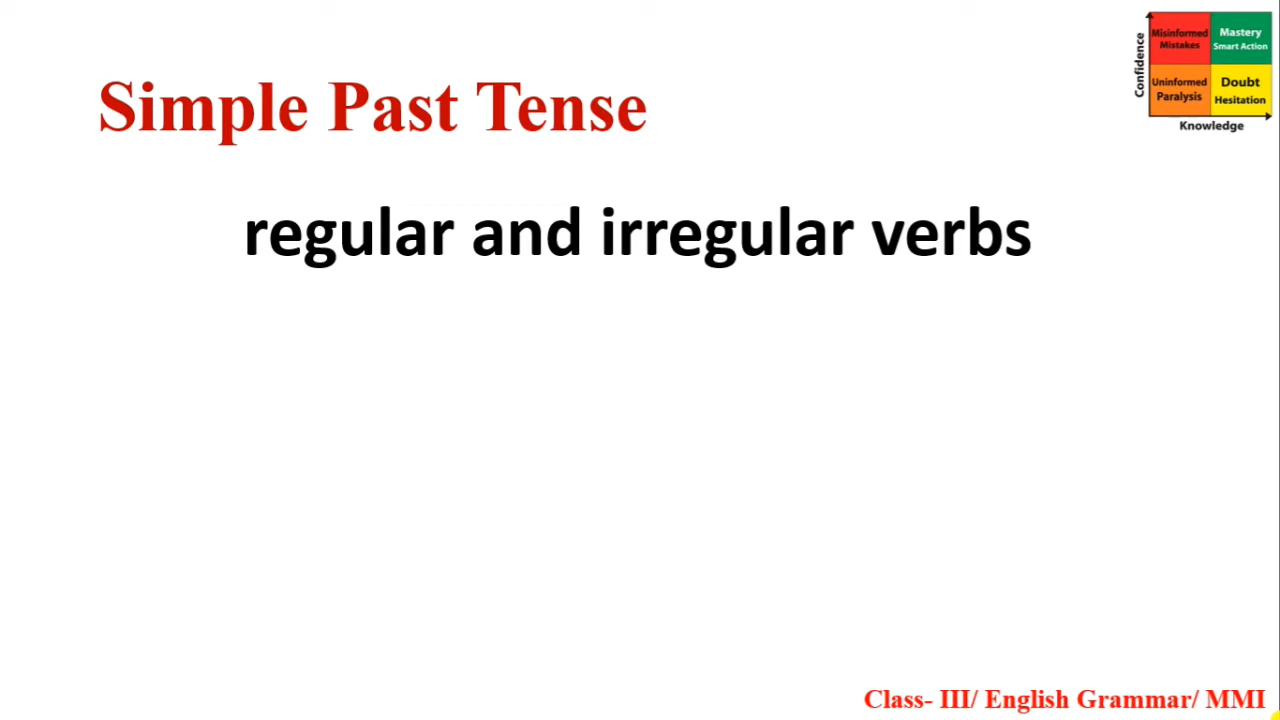 Simple Past Tense
regular and irregular verbs
Confidence
Misinformed
Mistakes
Mastery
Smart Action
Uninformed
Paralysis
Doubt
Hesitation
Knowledge
Class- III/ English Grammar/ MMI